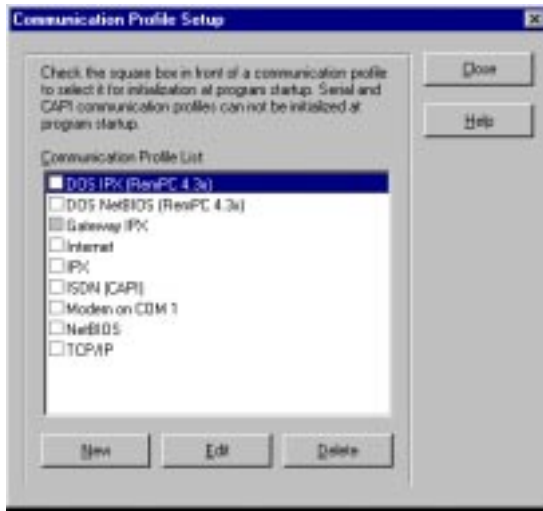 Communication Profile Setup
Check the square box in front of a communication profile
to select it for initialization at program startup. Serial and
CAPI communication profiles can not be initialized at
program startup.
Close
Help
Communication Profile List
DOS IPX (RemPC 4.3x)
DOS NetBIOS (RemPC 4.3x)
Gateway IPX
Internet
IPX
ISDN (CAPI)
Modem on COM 1
NetBIOS
TCP/IP
New
Edit
Delete